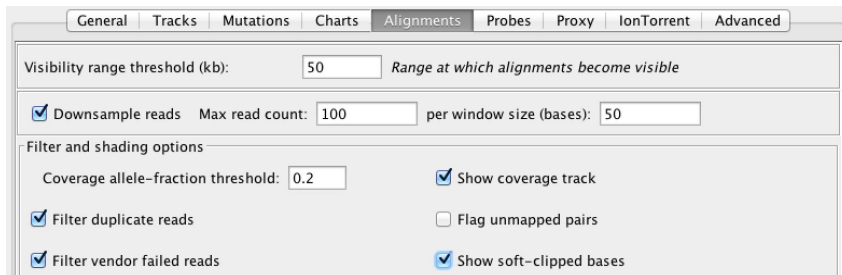 General Tracks Mutations Charts Alignments Probes Proxy IonTorrent Advanced
Visibility range threshold (kb): 50 Range at which alignments become visible
Downsample reads Max read count: 100 per window size (bases): 50
Filter and shading options
Coverage allele-fraction threshold: 0.2 Show coverage track
Filter duplicate reads Flag unmapped pairs
Filter vendor failed reads Show soft-clipped bases